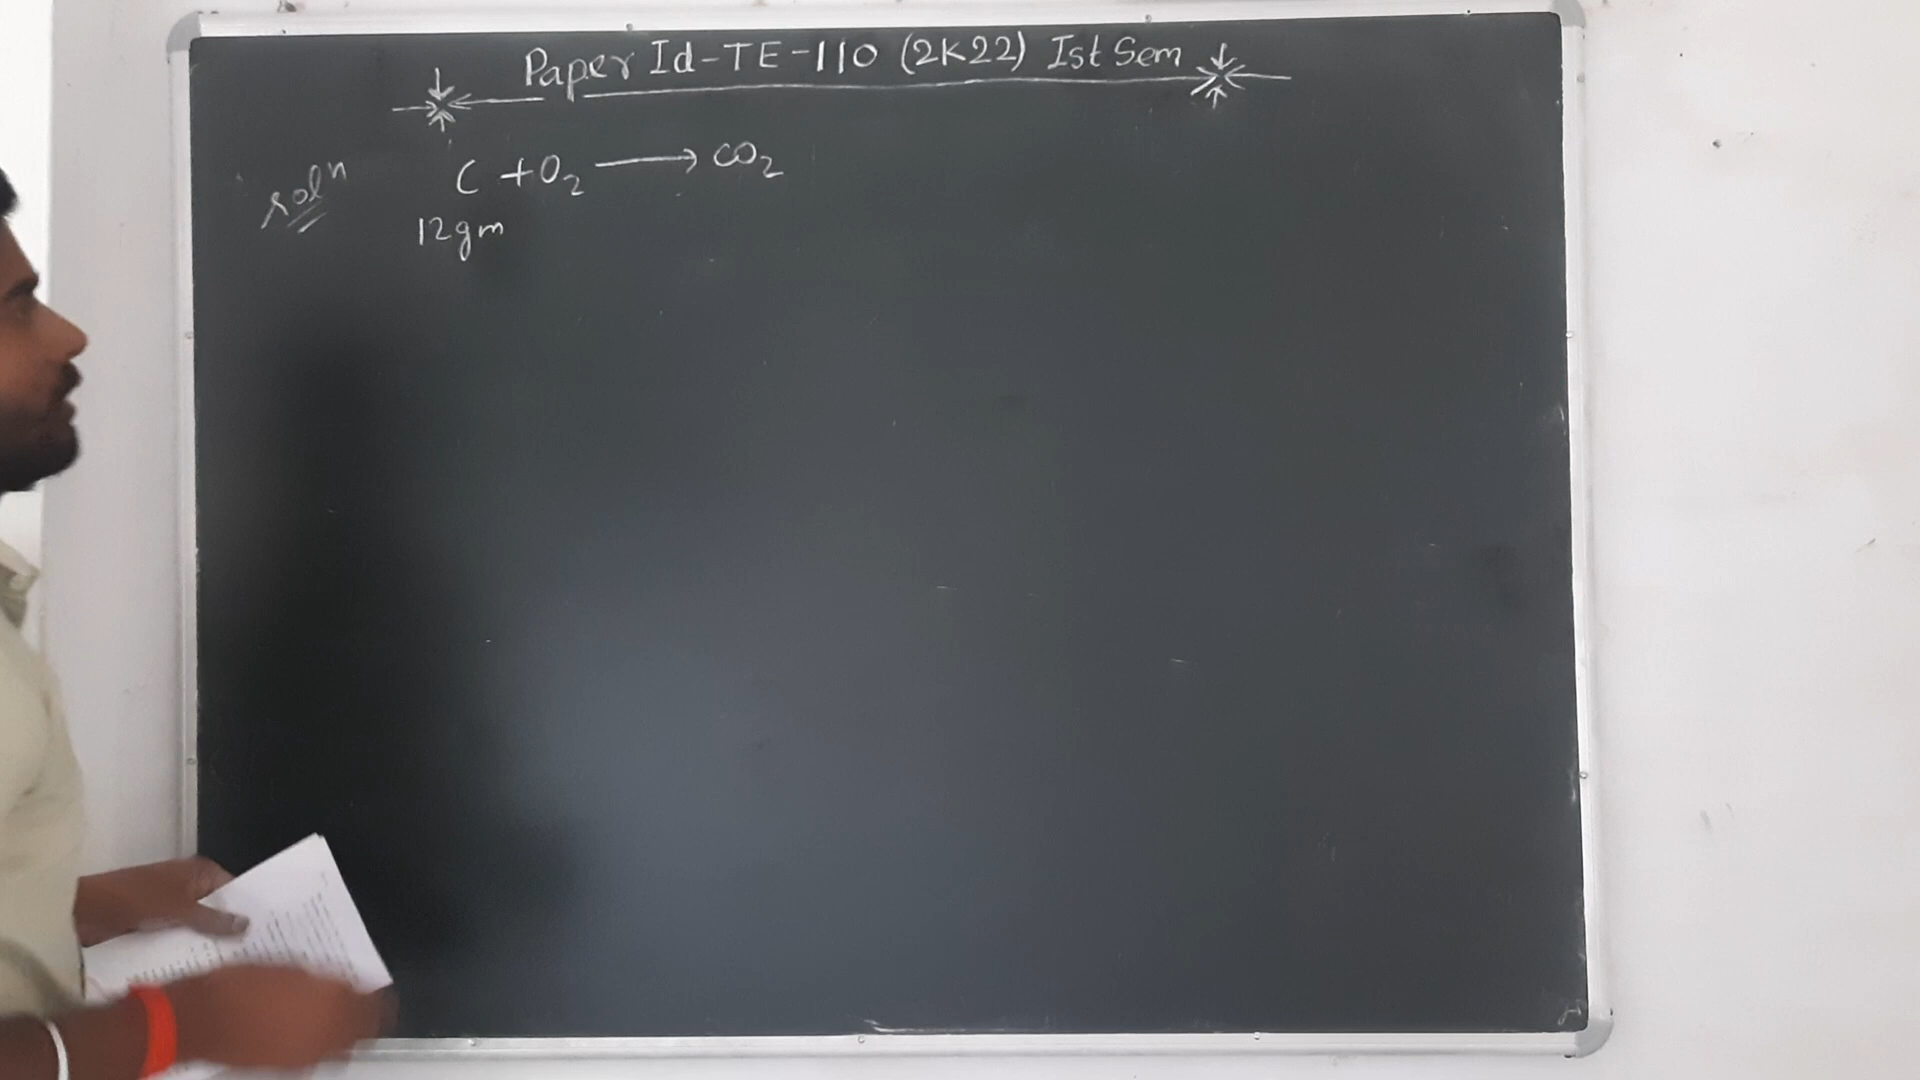 Paper Id-TE-110 (2K22) Ist Sem
solⁿ C + O₂ ⟶ CO₂
12gm